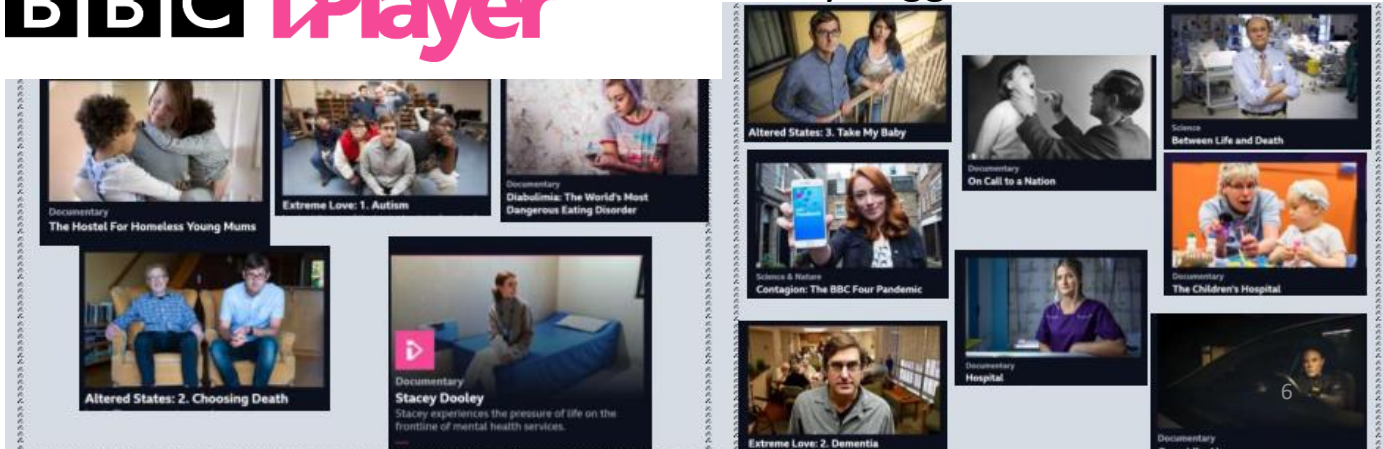 BBC iPlayer
Documentary
The Hostel For Homeless Young Mums
Extreme Love: 1. Autism
Documentary
Diabulimia: The World's Most
Dangerous Eating Disorder
Altered States: 2. Choosing Death
Documentary
Stacey Dooley
Stacey experiences the pressure of life on the
frontline of mental health services.
Altered States: 3. Take My Baby
Documentary
On Call to a Nation
Science
Between Life and Death
Science & Nature
Contagion: The BBC Four Pandemic
Documentary
Hospital
Documentary
The Children's Hospital
Extreme Love: 2. Dementia
6
Documentary